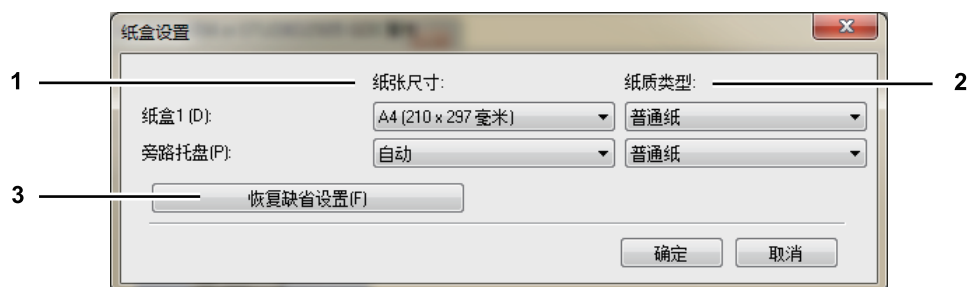 纸盒设置
1 纸张尺寸: 纸质类型: 2
纸盒1 (D): A4 (210 x 297 毫米) 普通纸
旁路托盘(P): 自动 普通纸
3 恢复缺省设置(F)
确定 取消